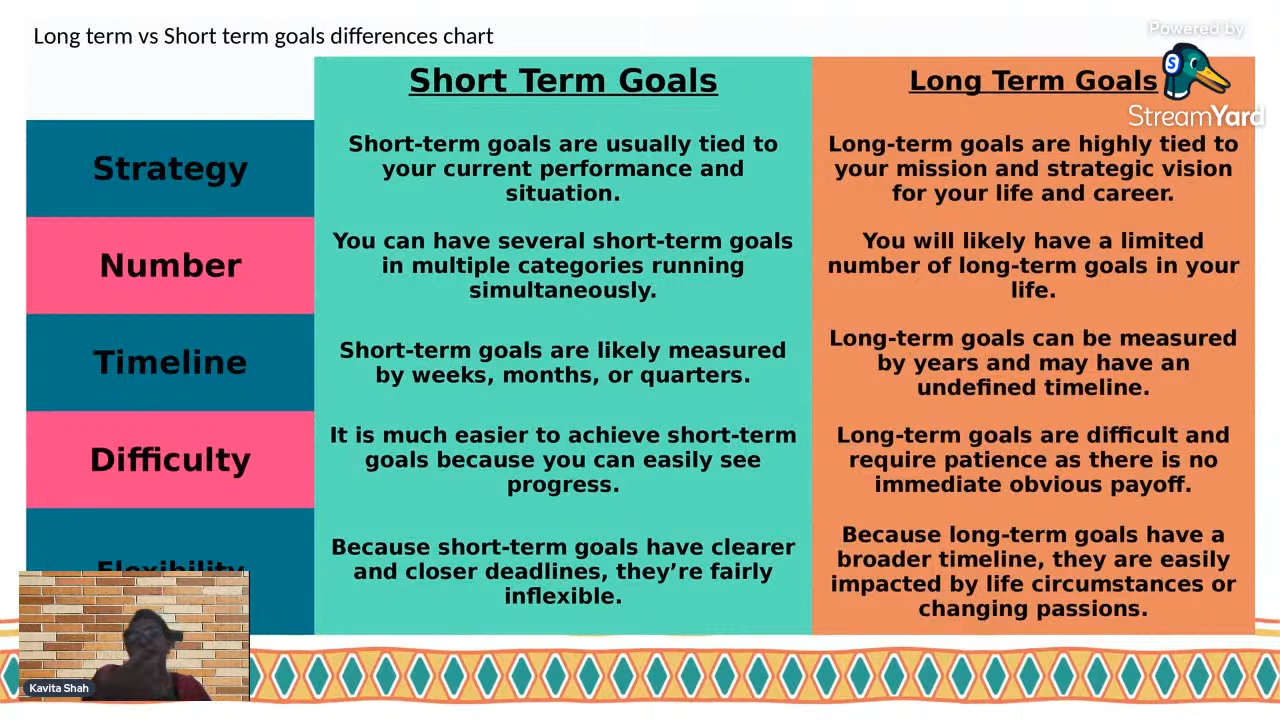 Long term vs Short term goals differences chart
Powered by
StreamYard
Short Term Goals
Long Term Goals
Strategy
Short-term goals are usually tied to
your current performance and
situation.
Long-term goals are highly tied to
your mission and strategic vision
for your life and career.
Number
You can have several short-term goals
in multiple categories running
simultaneously.
You will likely have a limited
number of long-term goals in your
life.
Timeline
Short-term goals are likely measured
by weeks, months, or quarters.
Long-term goals can be measured
by years and may have an
undefined timeline.
Difficulty
It is much easier to achieve short-term
goals because you can easily see
progress.
Long-term goals are difficult and
require patience as there is no
immediate obvious payoff.
Flexibility
Because short-term goals have clearer
and closer deadlines, they’re fairly
inflexible.
Because long-term goals have a
broader timeline, they are easily
impacted by life circumstances or
changing passions.
Kavita Shah